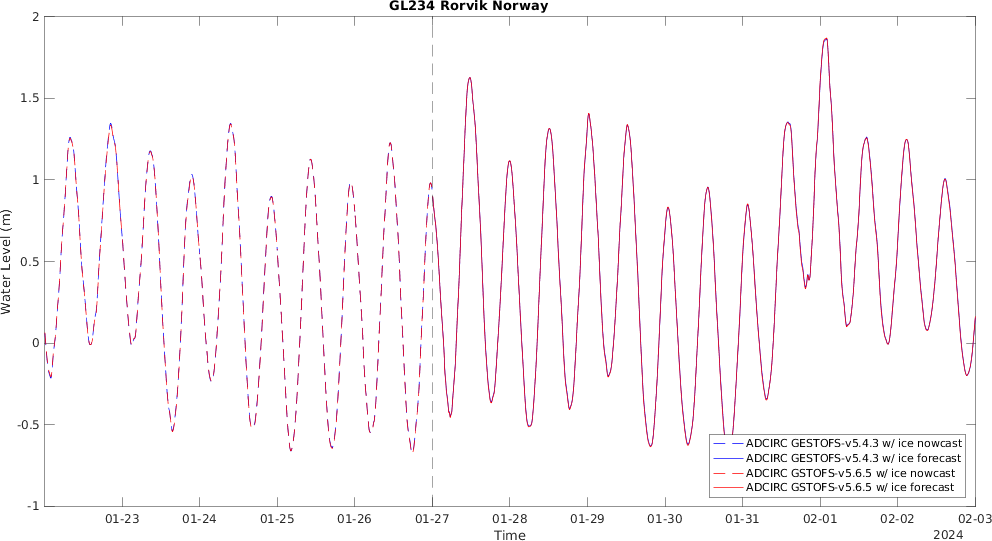 GL234 Rorvik Norway
2
1.5
1
0.5
0
-0.5
-1
Water Level (m)
01-23 01-24 01-25 01-26 01-27 01-28 01-29 01-30 01-31 02-01 02-02 02-03
Time
2024
ADCIRC GESTOFS-v5.4.3 w/ ice nowcast
ADCIRC GESTOFS-v5.4.3 w/ ice forecast
ADCIRC GSTOFS-v5.6.5 w/ ice nowcast
ADCIRC GSTOFS-v5.6.5 w/ ice forecast